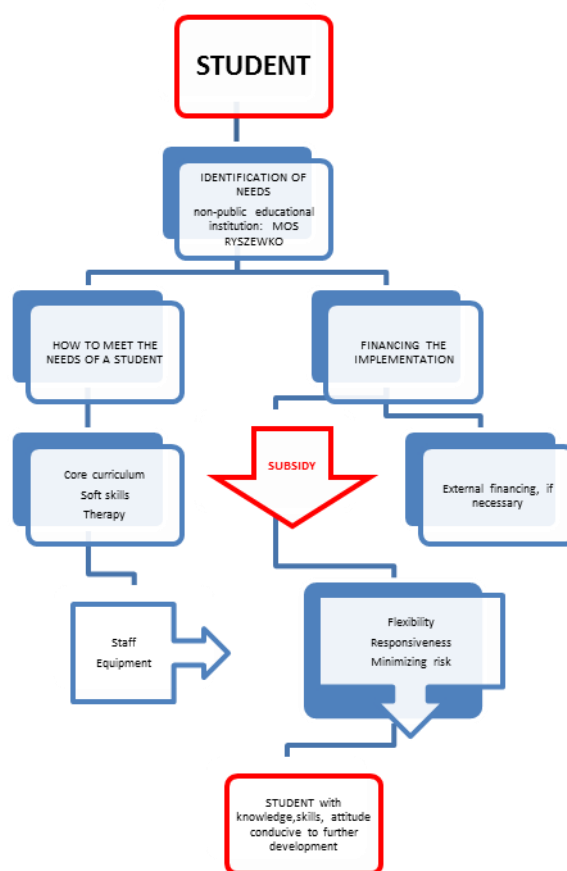 STUDENT
IDENTIFICATION OF
NEEDS
non-public educational
institution: MOS
RYSZEWKO
HOW TO MEET THE
NEEDS OF A STUDENT
FINANCING THE
IMPLEMENTATION
Core curriculum
Soft skills
Therapy
SUBSIDY
External financing, if
necessary
Staff
Equipment
Flexibility
Responsiveness
Minimizing risk
STUDENT with
knowledge,skills, attitude
conducive to further
development